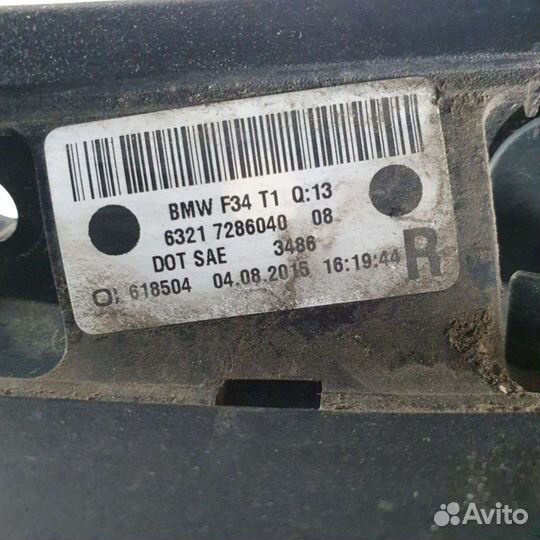 BMW F34 T1 Q:13
6321 7286040 08
DOT SAE 3486
618504 04.08.2015 16:19:44 R
Avito